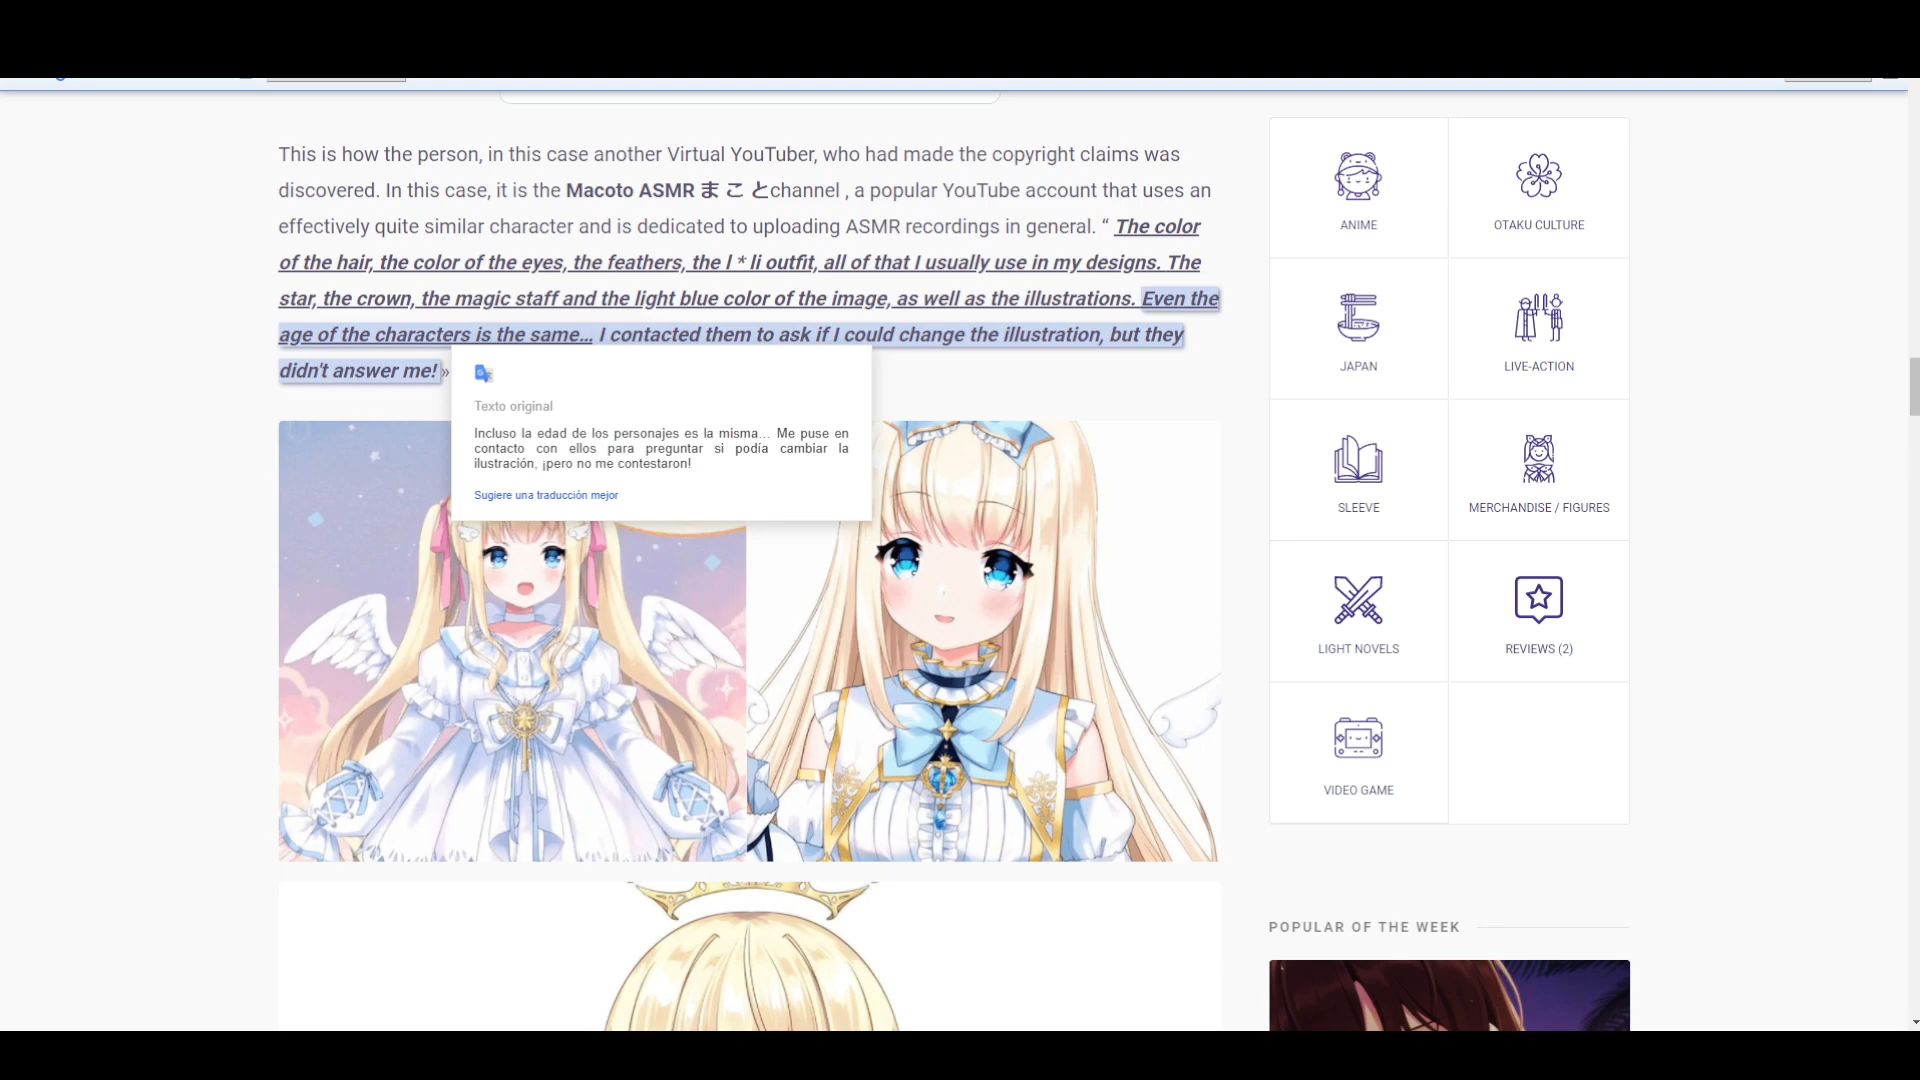 This is how the person, in this case another Virtual YouTuber, who had made the copyright claims was
discovered. In this case, it is the Macoto ASMR まことchannel , a popular YouTube account that uses an
effectively quite similar character and is dedicated to uploading ASMR recordings in general. “ The color
of the hair, the color of the eyes, the feathers, the l * li outfit, all of that I usually use in my designs. The
star, the crown, the magic staff and the light blue color of the image, as well as the illustrations. Even the
age of the characters is the same... I contacted them to ask if I could change the illustration, but they
didn't answer me! »
Texto original
Incluso la edad de los personajes es la misma... Me puse en
contacto con ellos para preguntar si podía cambiar la
ilustración, ¡pero no me contestaron!
Sugiere una traducción mejor
ANIME
OTAKU CULTURE
JAPAN
LIVE-ACTION
SLEEVE
MERCHANDISE / FIGURES
LIGHT NOVELS
REVIEWS (2)
VIDEO GAME
POPULAR OF THE WEEK